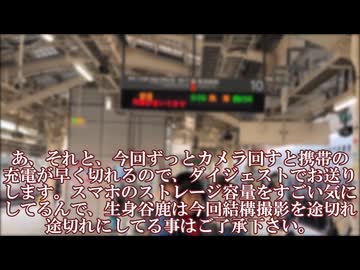 10
あ、それと、今回ずっとカメラ回すと携帯の
充電が早く切れるので、ダイジェストでお送り
します。スマホのストレージ容量をすごい気に
してるんで、生身谷鹿は今回結構撮影を途切れ
途切れにしてる事はご了承下さい。